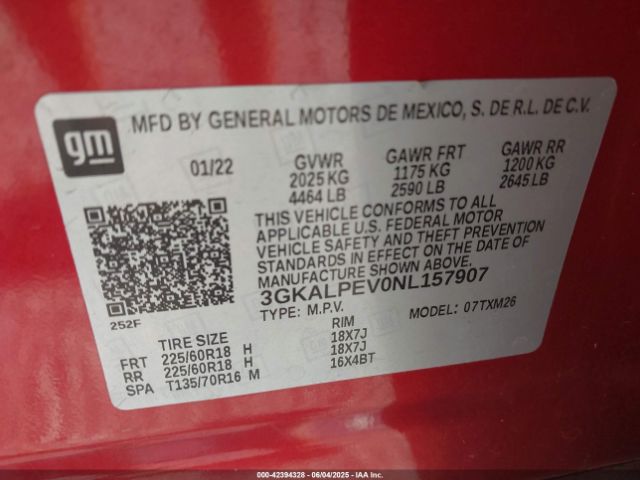 gm
MFD BY GENERAL MOTORS DE MEXICO, S. DE R.L. DE C.V.
01/22 GVWR GAWR FRT GAWR RR
2025 KG 1175 KG 1200 KG
4464 LB 2590 LB 2645 LB
THIS VEHICLE CONFORMS TO ALL
APPLICABLE U.S. FEDERAL MOTOR
VEHICLE SAFETY AND THEFT PREVENTION
STANDARDS IN EFFECT ON THE DATE OF
MANUFACTURE SHOWN ABOVE.
3GKALPEV0NL157907
TYPE: M.P.V. MODEL: 07TXM26
252F
TIRE SIZE RIM
FRT 225/60R18 H 18X7J
RR 225/60R18 H 18X7J
SPA T135/70R16 M 16X4BT
000-42394328 - 06/04/2025 - IAAI, Inc.